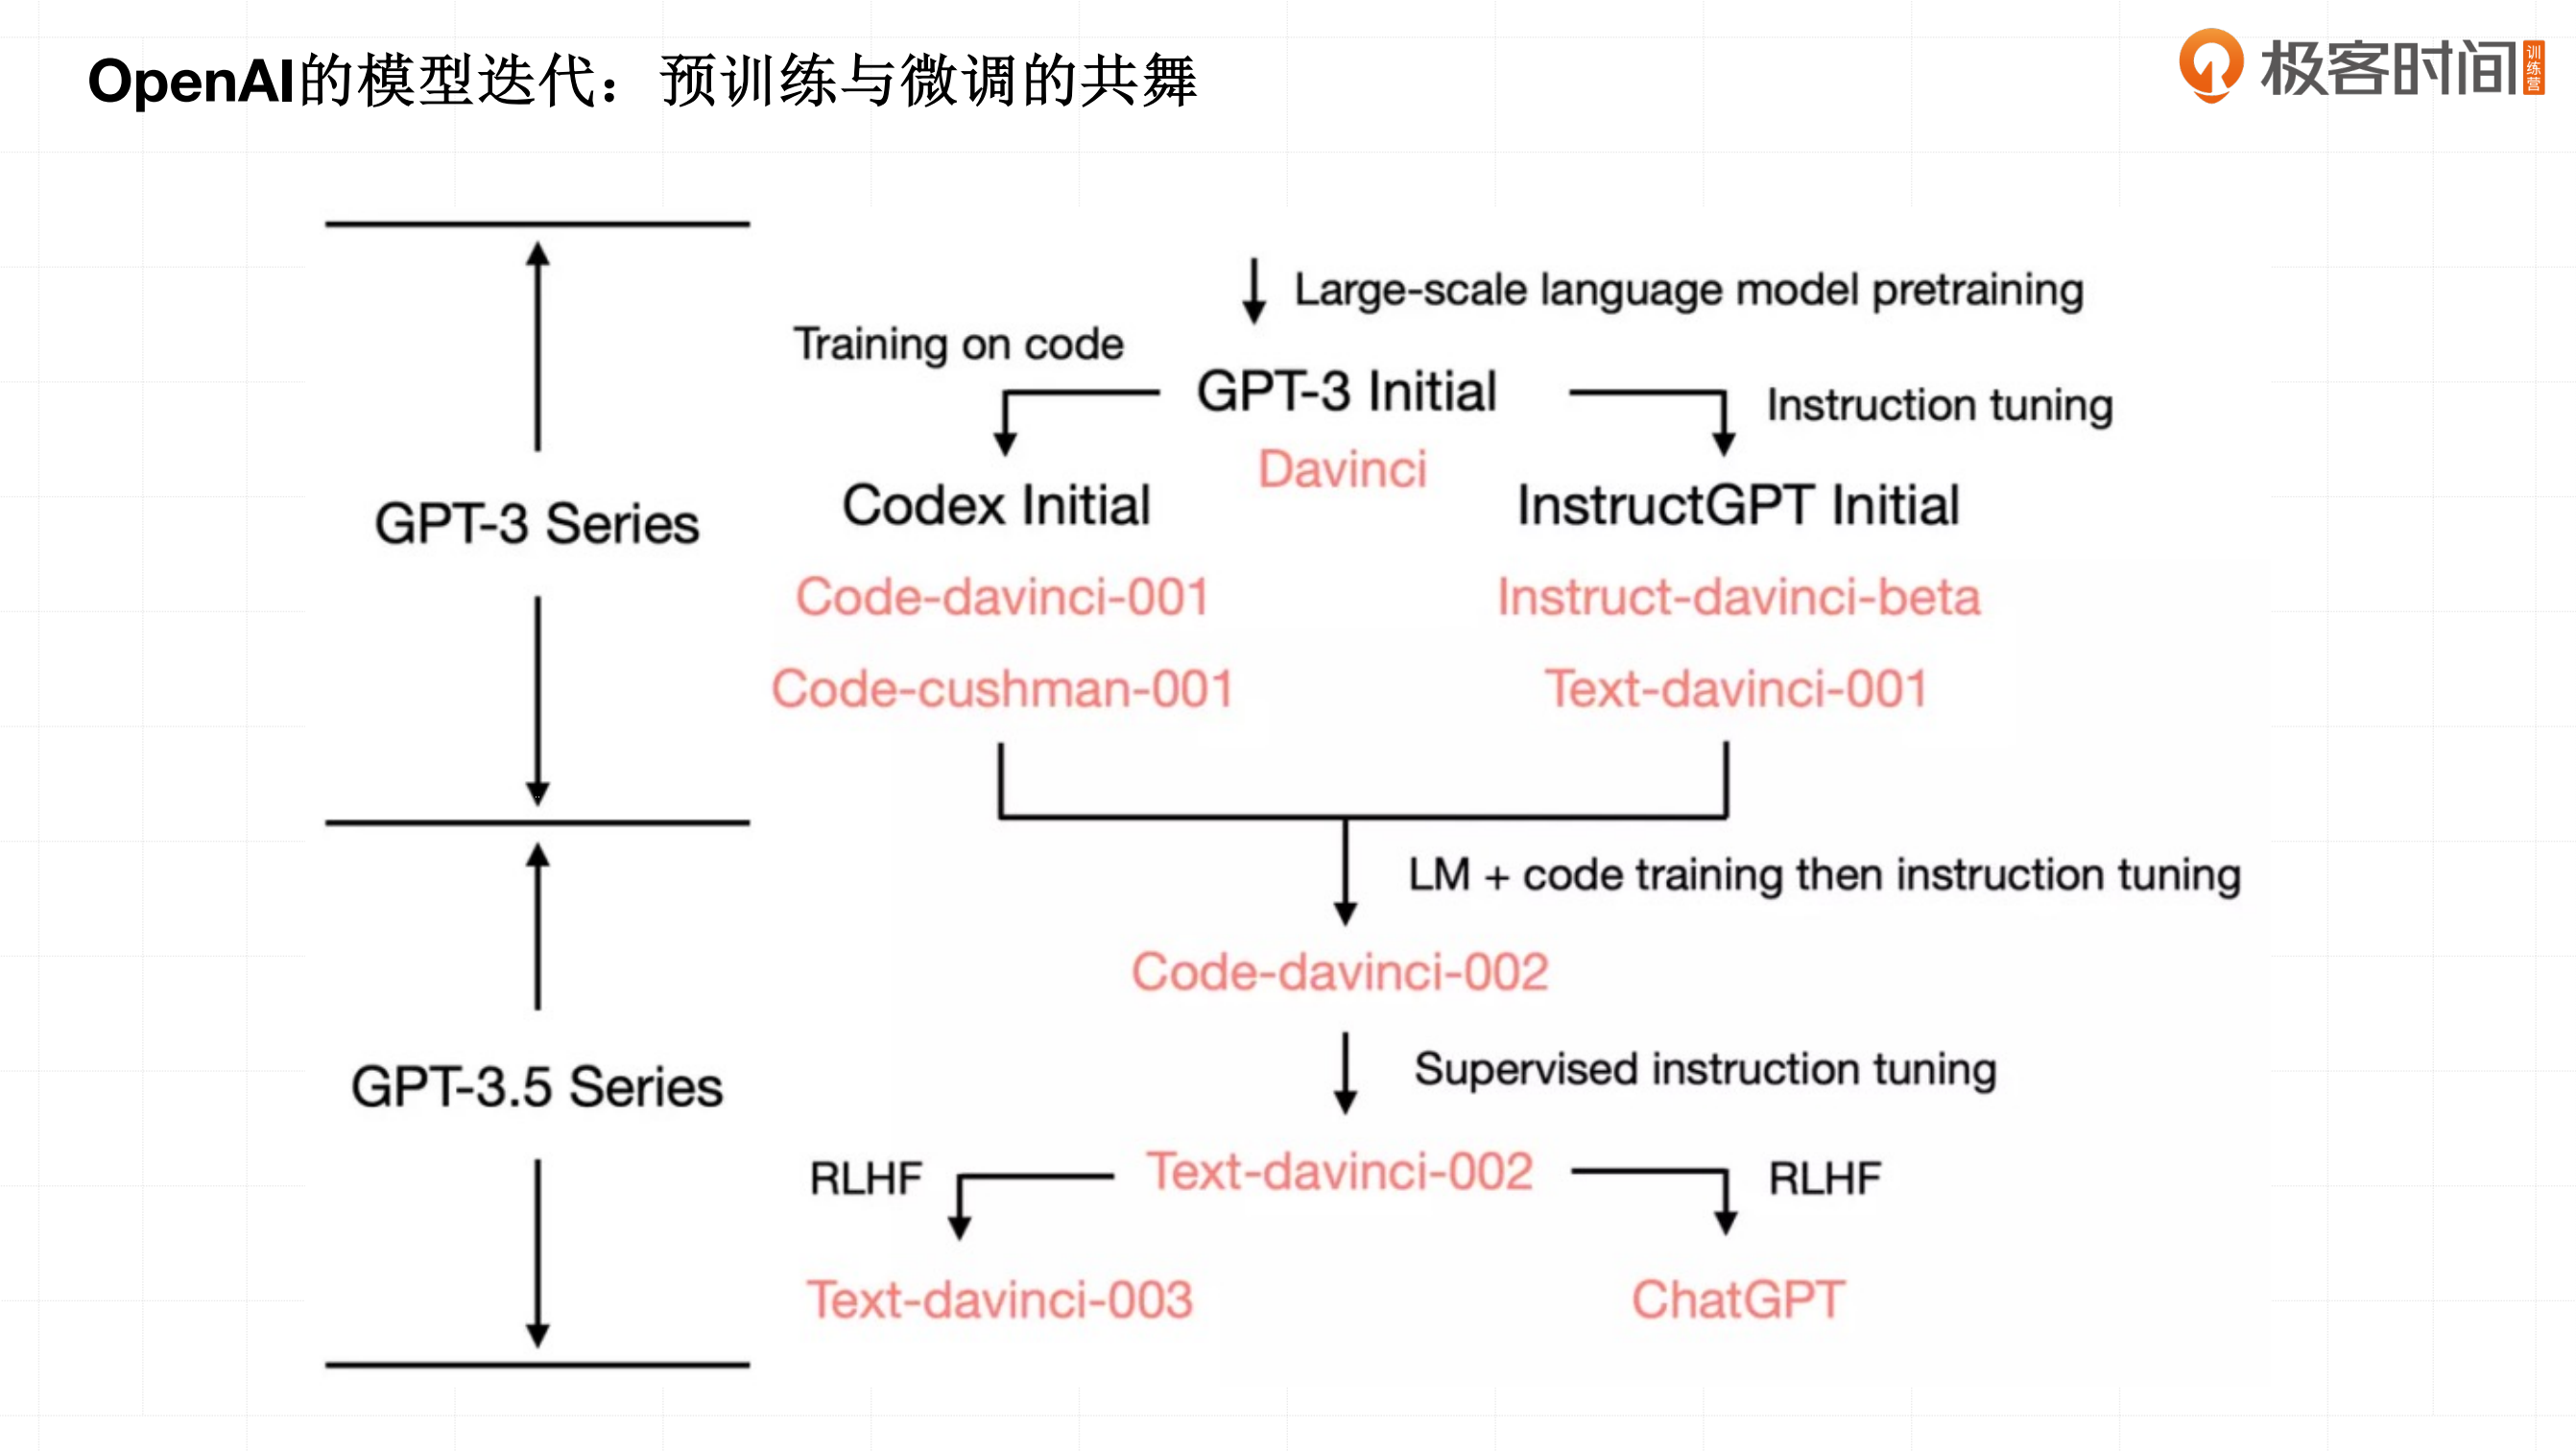 OpenAI的模型迭代：预训练与微调的共舞
极客时间
训练营
Large-scale language model pretraining
Training on code
GPT-3 Initial
Instruction tuning
Davinci
Codex Initial
InstructGPT Initial
GPT-3 Series
Code-davinci-001
Instruct-davinci-beta
Code-cushman-001
Text-davinci-001
LM + code training then instruction tuning
Code-davinci-002
Supervised instruction tuning
GPT-3.5 Series
RLHF
Text-davinci-002
RLHF
Text-davinci-003
ChatGPT